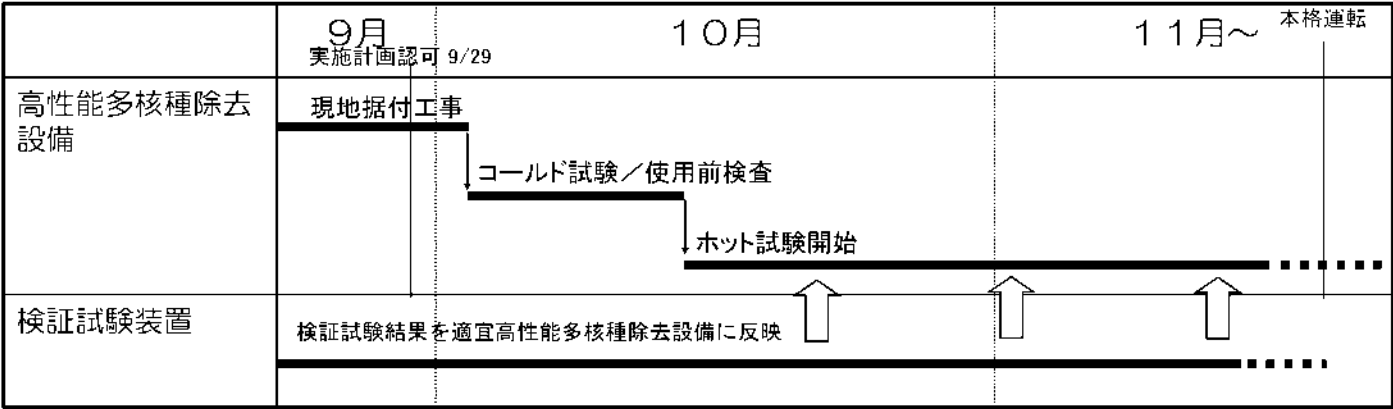 9月
10月
11月~
本格運転
実施計画認可 9/29
高性能多核種除去
設備
現地据付工事
コールド試験/使用前検査
ホット試験開始
検証試験装置
検証試験結果を適宜高性能多核種除去設備に反映